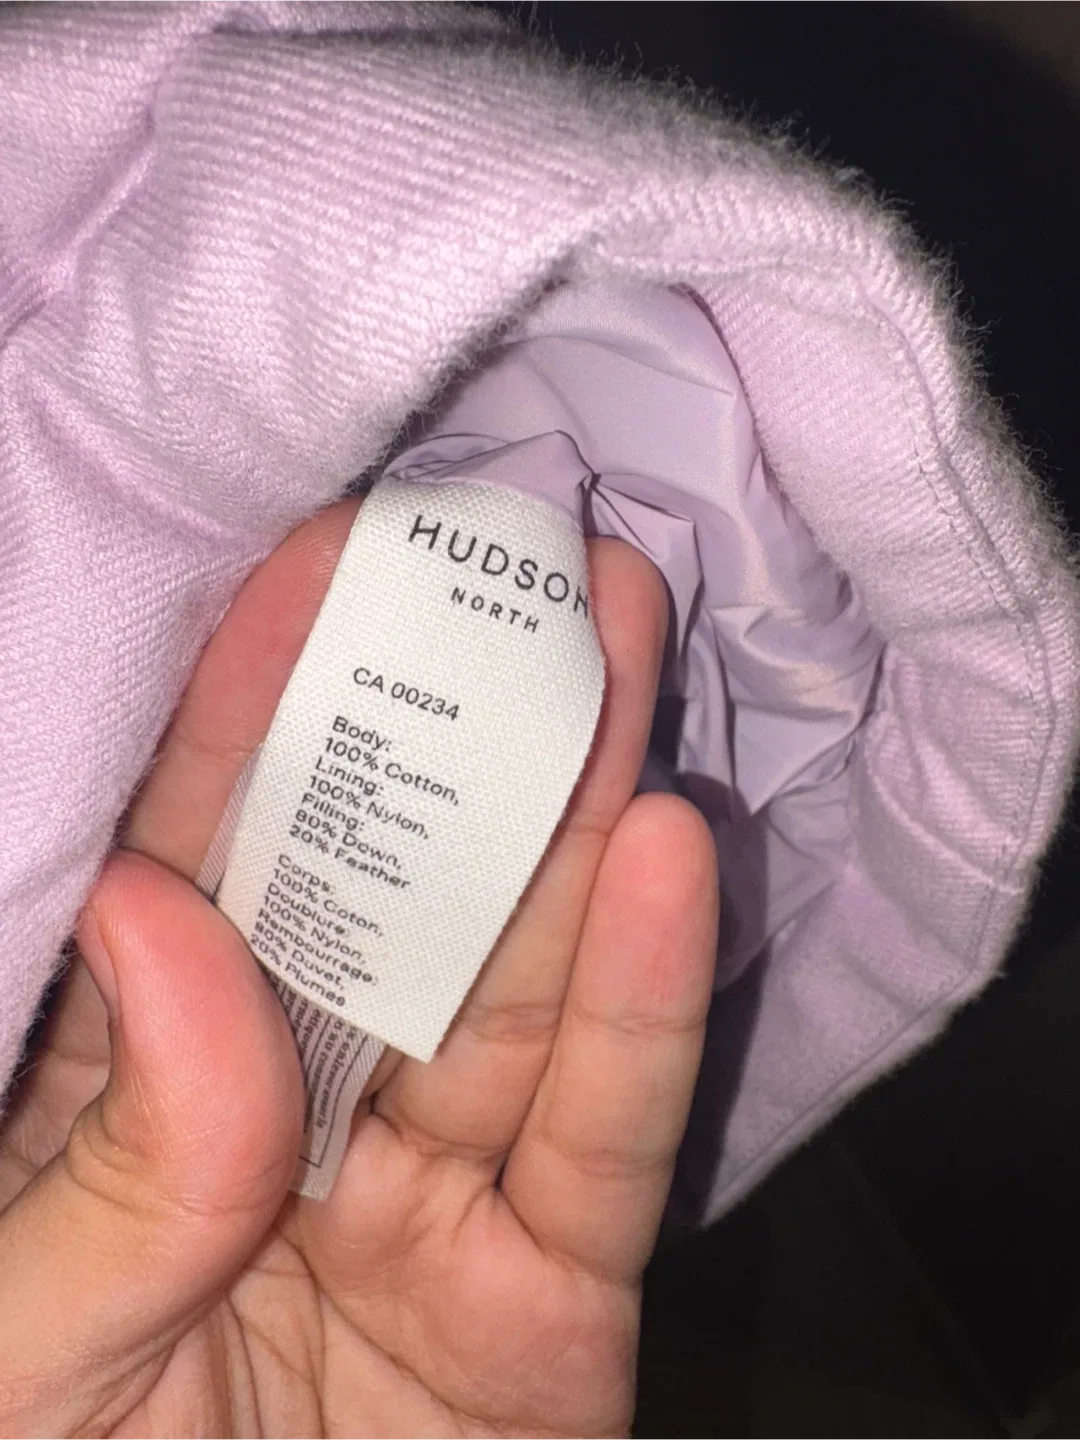 HUDSON
NORTH
CA 00234
Body:
100% Cotton,
Lining:
100% Nylon,
Filling:
80% Down,
20% Feather
Corps:
100% Coton,
Doublure:
100% Nylon,
Rembourrage:
80% Duvet,
20% Plumes